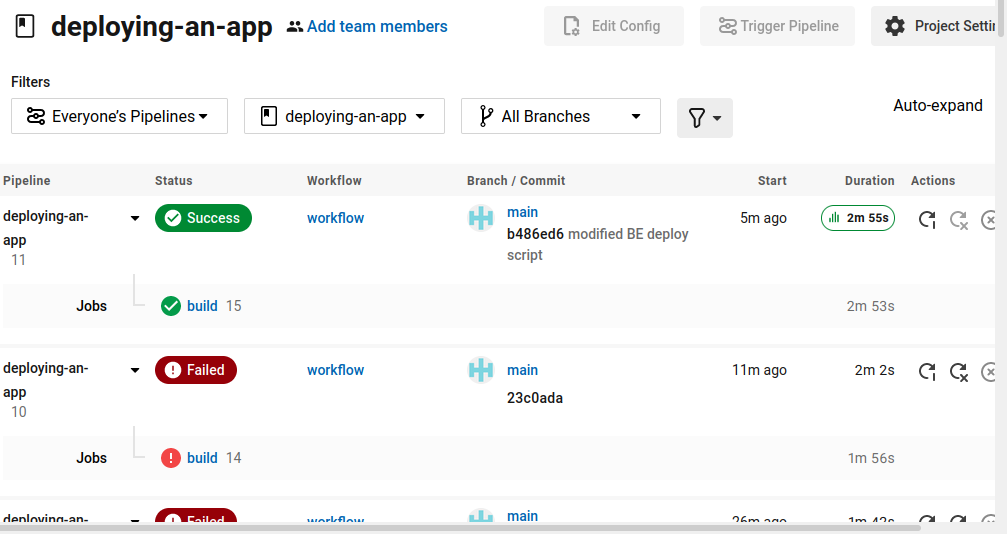 deploying-an-app Add team members Edit Config Trigger Pipeline Project Settin
Filters
Everyone's Pipelines deploying-an-app All Branches Auto-expand
Pipeline Status Workflow Branch / Commit Start Duration Actions
deploying-an- Success workflow main 5m ago 2m 55s
app b486ed6 modified BE deploy
11 script
Jobs build 15 2m 53s
deploying-an- Failed workflow main 11m ago 2m 2s
app 23c0ada
10
Jobs build 14 1m 56s
deploying-an- Failed workflow main 26m ago 1m 42s